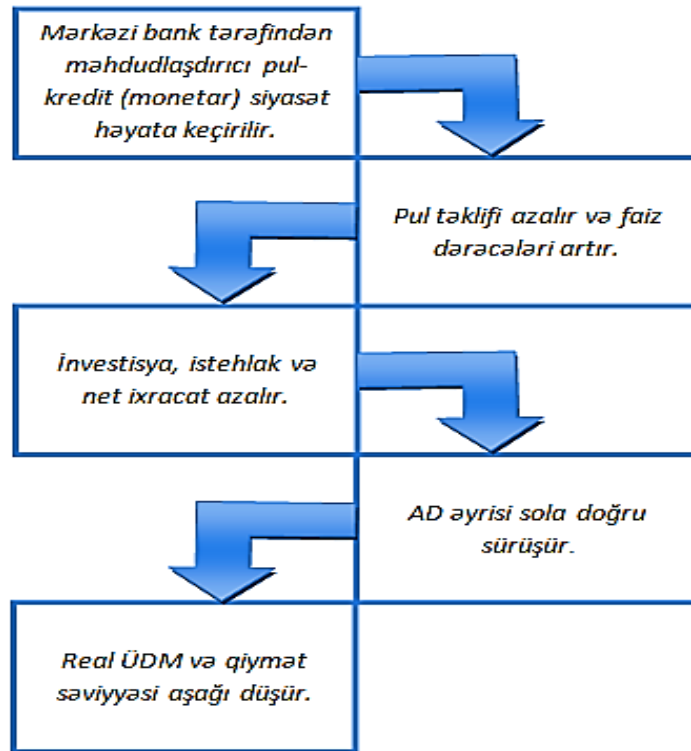 Mərkəzi bank tərəfindən
məhdudlaşdırıcı pul-
kredit (monetar) siyasət
həyata keçirilir.
Pul təklifi azalır və faiz
dərəcələri artır.
İnvestisya, istehlak və
net ixracat azalır.
AD əyrisi sola doğru
sürüşür.
Real ÜDM və qiymət
səviyyəsi aşağı düşür.